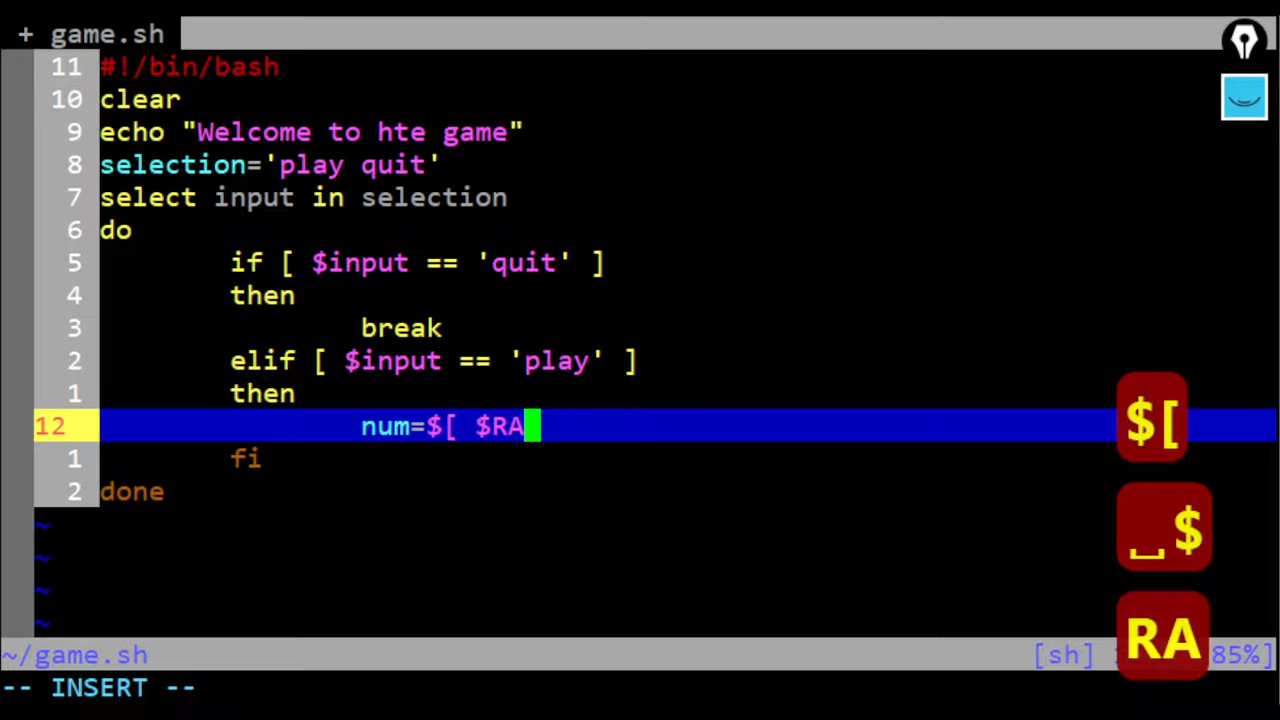 + game.sh
11 #!/bin/bash
10 clear
9 echo "Welcome to hte game"
8 selection='play quit'
7 select input in selection
6 do
5 if [ $input == 'quit' ]
4 then
3 break
2 elif [ $input == 'play' ]
1 then
12 num=$[ $RA
1 fi
2 done
~
~
~
~
$[
␣$
RA
~/game.sh [sh] 85%]
-- INSERT --